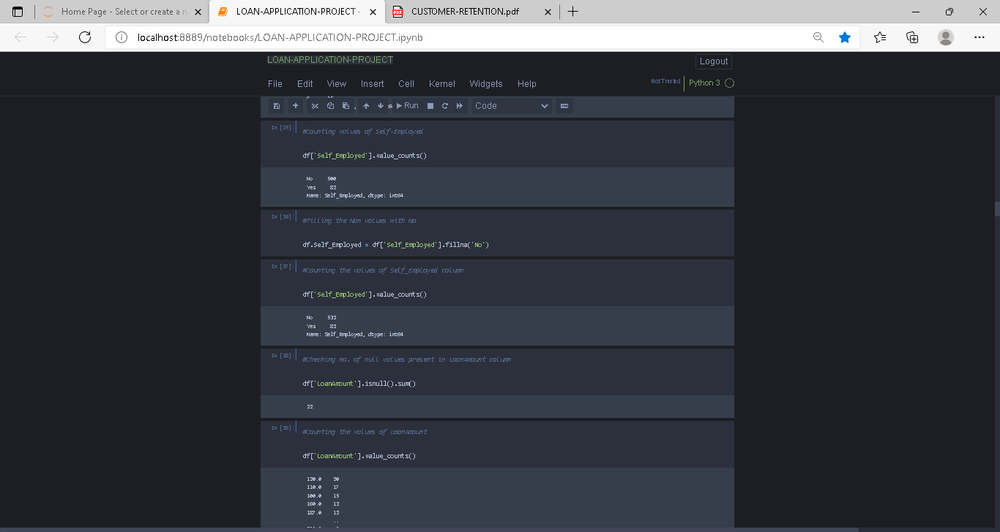 Home Page - Select or create a n
LOAN-APPLICATION-PROJECT -
CUSTOMER-RETENTION.pdf
localhost:8889/notebooks/LOAN-APPLICATION-PROJECT.ipynb
LOAN-APPLICATION-PROJECT
Logout
File Edit View Insert Cell Kernel Widgets Help
Not Trusted
Python 3
Run
Code
In [25]:
#Counting values of Self-Employed
df['Self_Employed'].value_counts()
No 500
Yes 82
Name: Self_Employed, dtype: int64
In [26]:
#Filling the Nan values with No
df.Self_Employed = df['Self_Employed'].fillna('No')
In [27]:
#Counting the values of Self_Employed column
df['Self_Employed'].value_counts()
No 532
Yes 82
Name: Self_Employed, dtype: int64
In [28]:
#Checking no. of null values present in LoanAmount column
df['LoanAmount'].isnull().sum()
22
In [29]:
#Counting the values of LoanAmount
df['LoanAmount'].value_counts()
120.0 20
110.0 17
100.0 15
160.0 12
187.0 12
..